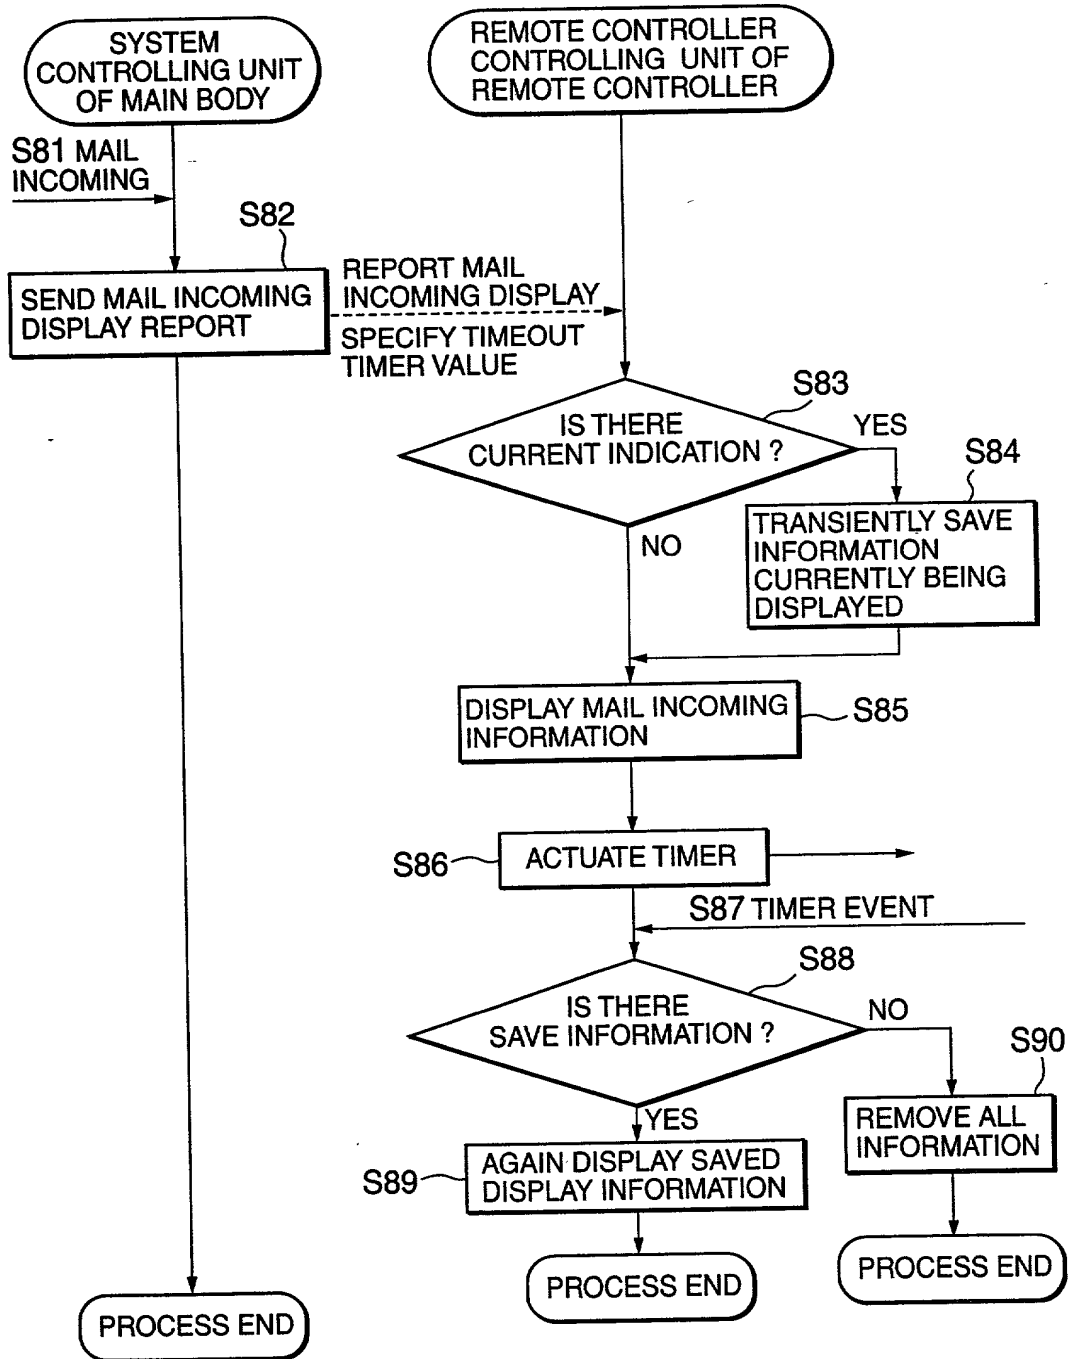 SYSTEM
CONTROLLING UNIT
OF MAIN BODY
REMOTE CONTROLLER
CONTROLLING UNIT OF
REMOTE CONTROLLER
S81 MAIL
INCOMING
S82
SEND MAIL INCOMING
DISPLAY REPORT
REPORT MAIL
INCOMING DISPLAY
SPECIFY TIMEOUT
TIMER VALUE
S83
IS THERE
CURRENT INDICATION ?
YES
NO
S84
TRANSIENTLY SAVE
INFORMATION
CURRENTLY BEING
DISPLAYED
DISPLAY MAIL INCOMING
INFORMATION
S85
S86
ACTUATE TIMER
S87 TIMER EVENT
S88
IS THERE
SAVE INFORMATION ?
NO
YES
S90
REMOVE ALL
INFORMATION
S89
AGAIN DISPLAY SAVED
DISPLAY INFORMATION
PROCESS END
PROCESS END
PROCESS END